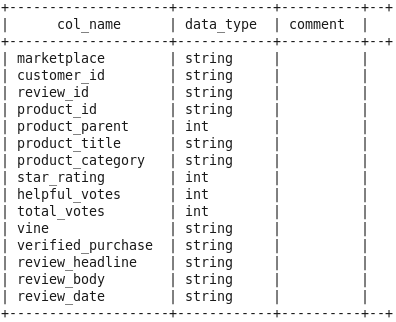 +--------------------+------------+----------+--+
|      col_name      | data_type  | comment  |
+--------------------+------------+----------+--+
| marketplace        | string     |          |
| customer_id        | string     |          |
| review_id          | string     |          |
| product_id         | string     |          |
| product_parent     | int        |          |
| product_title      | string     |          |
| product_category   | string     |          |
| star_rating        | int        |          |
| helpful_votes      | int        |          |
| total_votes        | int        |          |
| vine               | string     |          |
| verified_purchase  | string     |          |
| review_headline    | string     |          |
| review_body        | string     |          |
| review_date        | string     |          |
+--------------------+------------+----------+--+